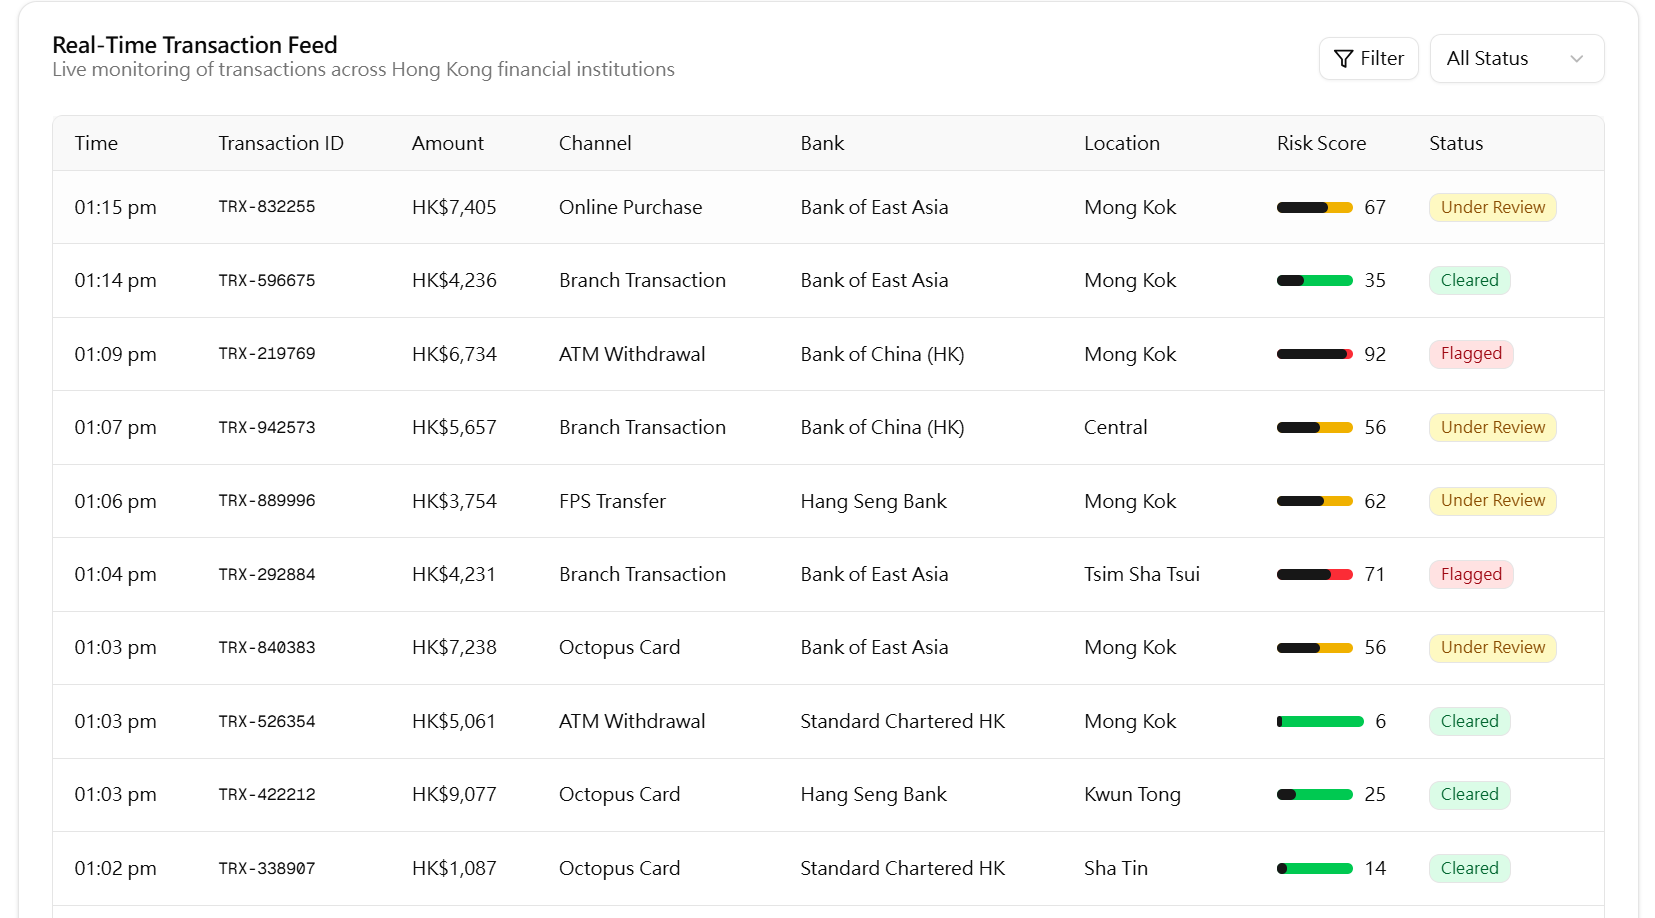 Real-Time Transaction Feed
Live monitoring of transactions across Hong Kong financial institutions
Filter
All Status
Time Transaction ID Amount Channel Bank Location Risk Score Status
01:15 pm TRX-832255 HK$7,405 Online Purchase Bank of East Asia Mong Kok 67 Under Review
01:14 pm TRX-596675 HK$4,236 Branch Transaction Bank of East Asia Mong Kok 35 Cleared
01:09 pm TRX-219769 HK$6,734 ATM Withdrawal Bank of China (HK) Mong Kok 92 Flagged
01:07 pm TRX-942573 HK$5,657 Branch Transaction Bank of China (HK) Central 56 Under Review
01:06 pm TRX-889996 HK$3,754 FPS Transfer Hang Seng Bank Mong Kok 62 Under Review
01:04 pm TRX-292884 HK$4,231 Branch Transaction Bank of East Asia Tsim Sha Tsui 71 Flagged
01:03 pm TRX-840383 HK$7,238 Octopus Card Bank of East Asia Mong Kok 56 Under Review
01:03 pm TRX-526354 HK$5,061 ATM Withdrawal Standard Chartered HK Mong Kok 6 Cleared
01:03 pm TRX-422212 HK$9,077 Octopus Card Hang Seng Bank Kwun Tong 25 Cleared
01:02 pm TRX-338907 HK$1,087 Octopus Card Standard Chartered HK Sha Tin 14 Cleared